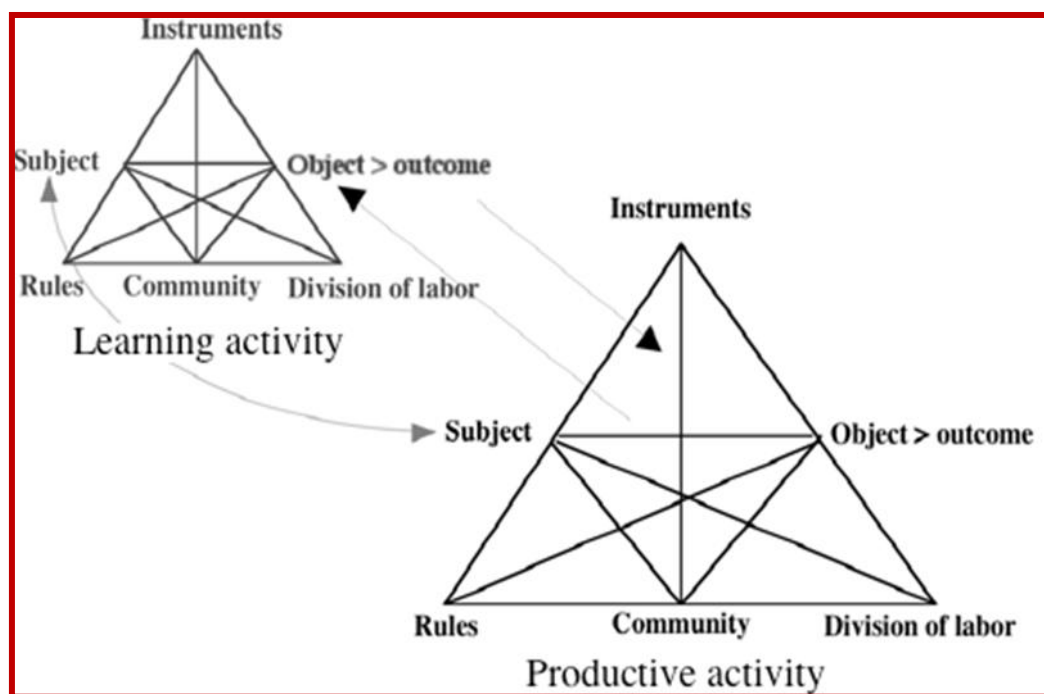 Instruments
Subject
Object > outcome
Rules Community Division of labor
Learning activity
Instruments
Subject
Object > outcome
Rules Community Division of labor
Productive activity